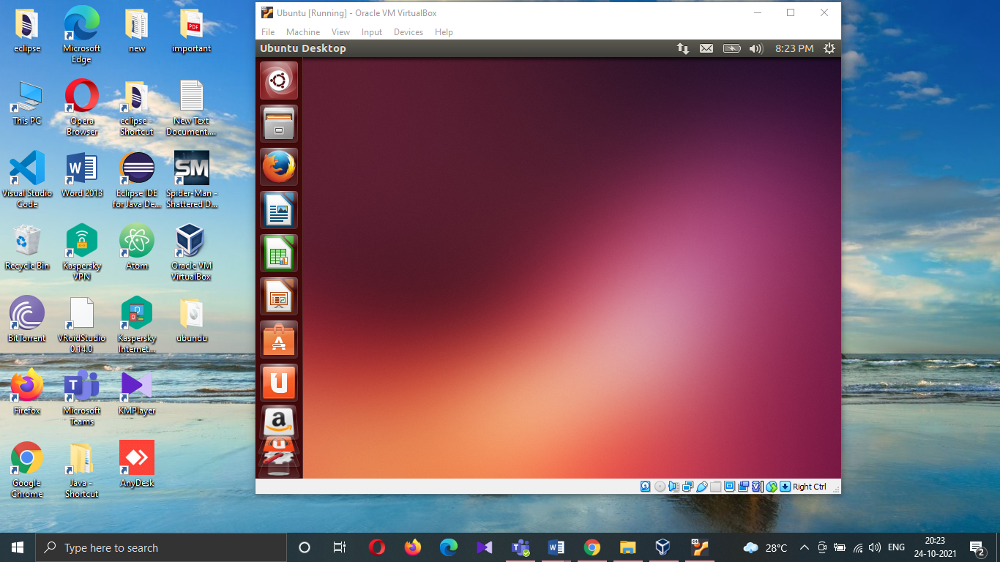 Ubuntu [Running] - Oracle VM VirtualBox
File Machine View Input Devices Help
Ubuntu Desktop 8:23 PM
eclipse
Microsoft
Edge
new
PDF
important
This PC
Opera
Browser
eclipse -
Shortcut
New Text
Document....
Visual Studio
Code
W
Word 2013
Eclipse IDE
for Java De...
SM
Spider-Man -
Shattered D...
Recycle Bin
Kaspersky
VPN
Atom
Oracle VM
VirtualBox
BitTorrent
VRoidStudio
0.14.0
Kaspersky
Internet...
ubundu
Firefox
T
Microsoft
Teams
KMPlayer
Google
Chrome
Java -
Shortcut
AnyDesk
A
U
a
Right Ctrl
Type here to search
T
W
64
28°C
ENG
20:23
24-10-2021
2